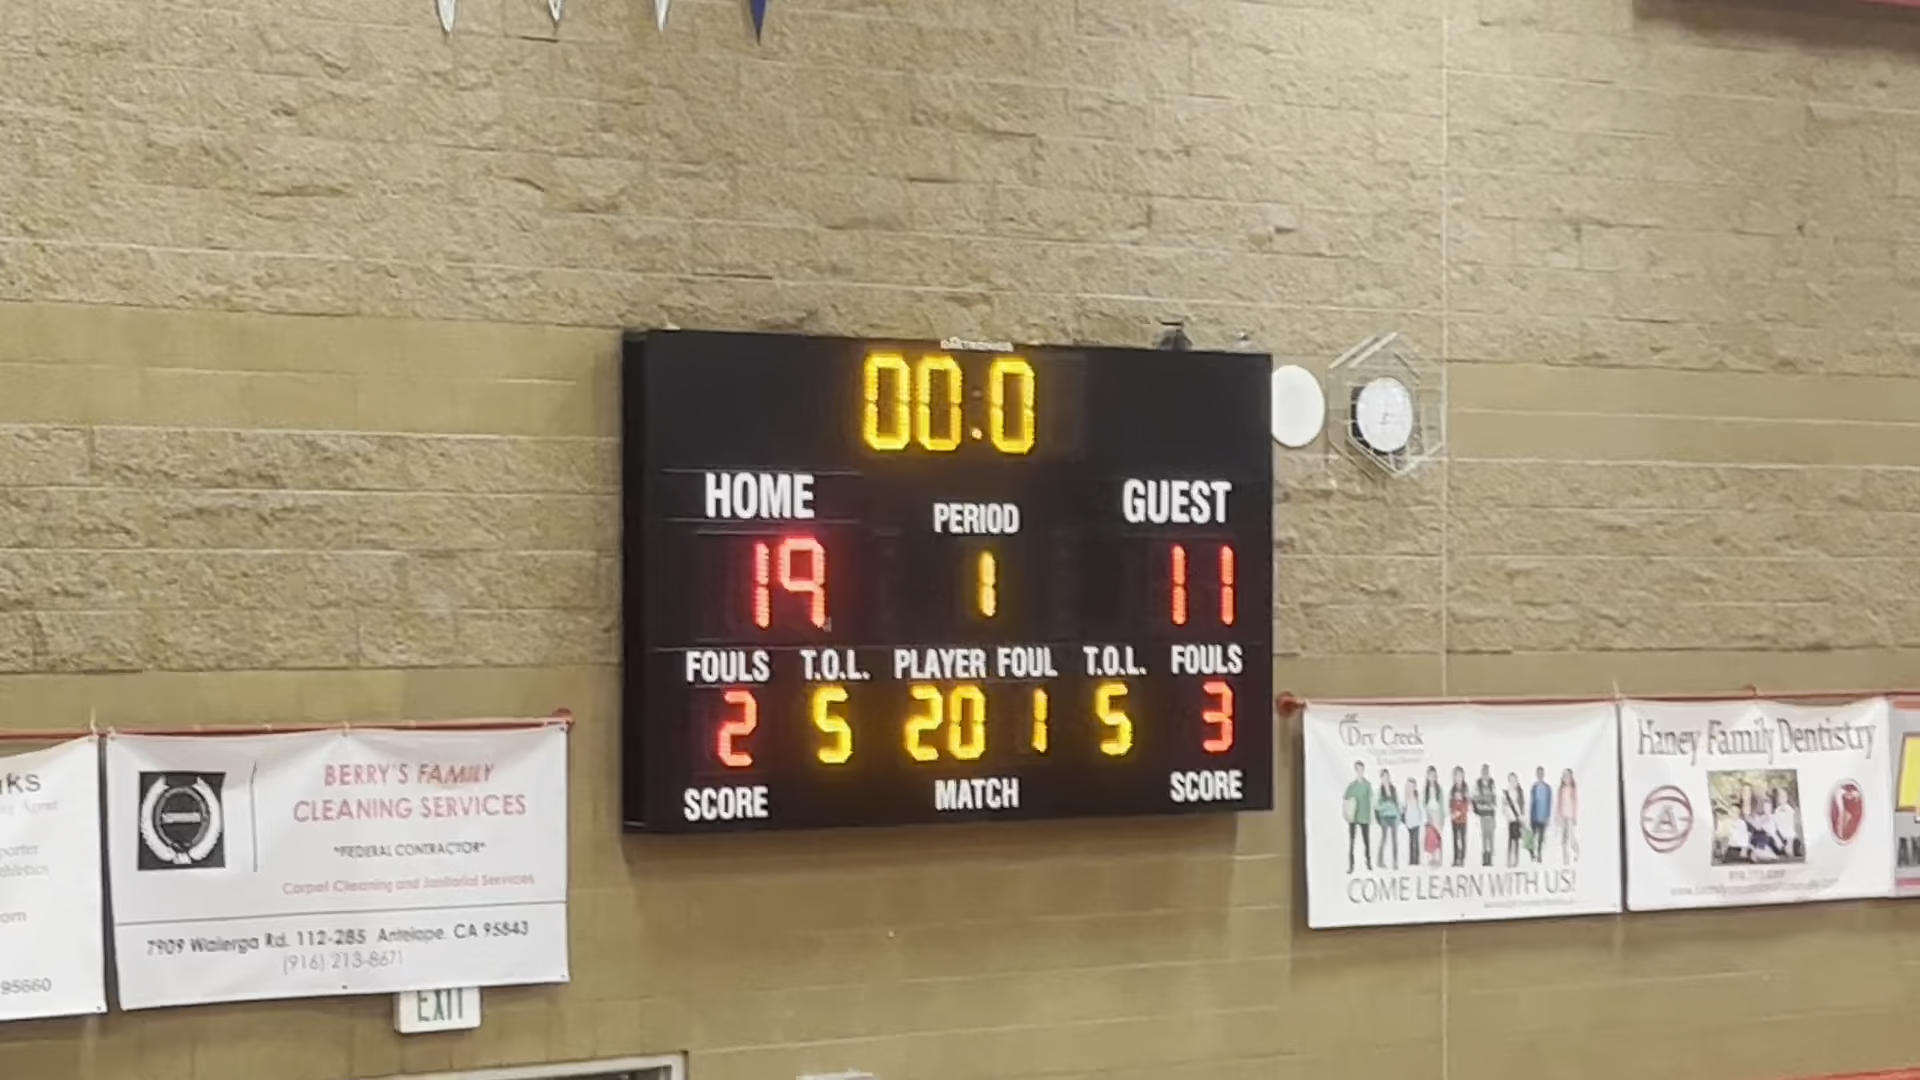 00:0
HOME
PERIOD
GUEST
19
1
11
FOULS T.O.L. PLAYER FOUL T.O.L. FOULS
2 5 20 1 5 3
SCORE
MATCH
SCORE
95660
BERRY'S FAMILY
CLEANING SERVICES
"FEDERAL CONTRACTOR"
Carpet Cleaning and Janitorial Services
7909 Walerga Rd. 112-285 Antelope, CA 95843
(916) 213-8671
EXIT
Dry Creek
COME LEARN WITH US!
Haney Family Dentistry
A